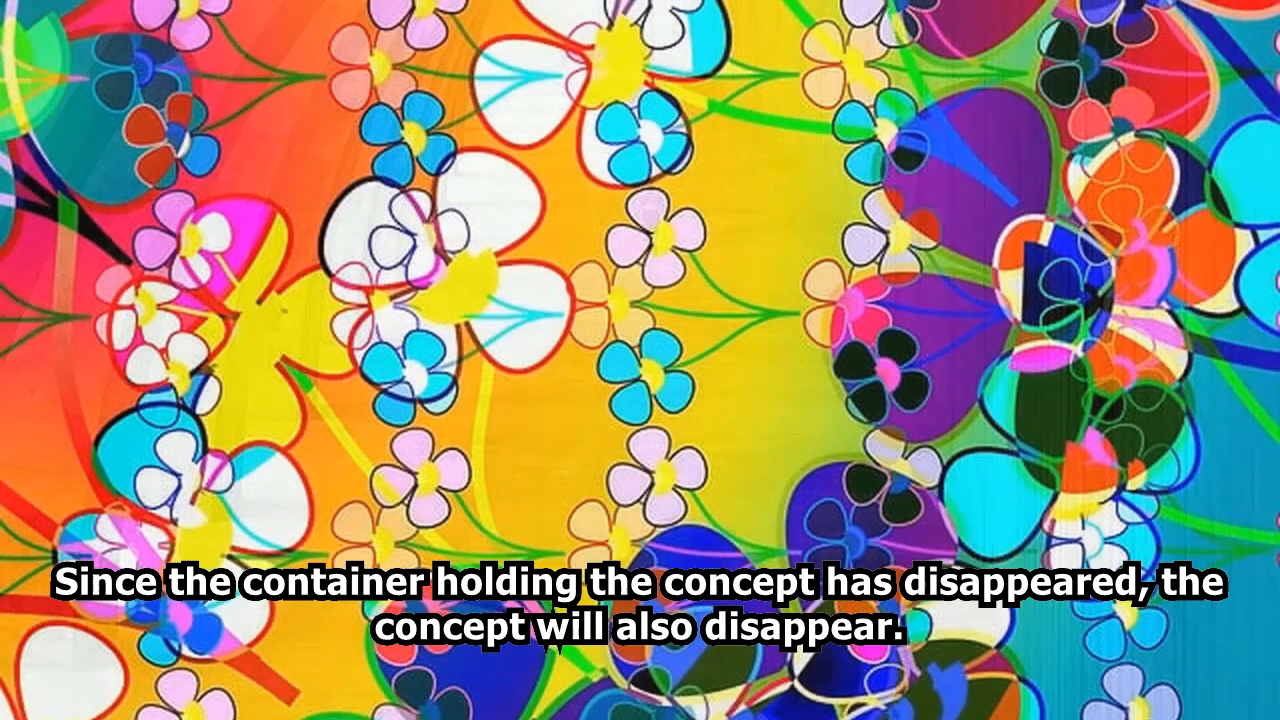 Since the container holding the concept has disappeared, the
concept will also disappear.